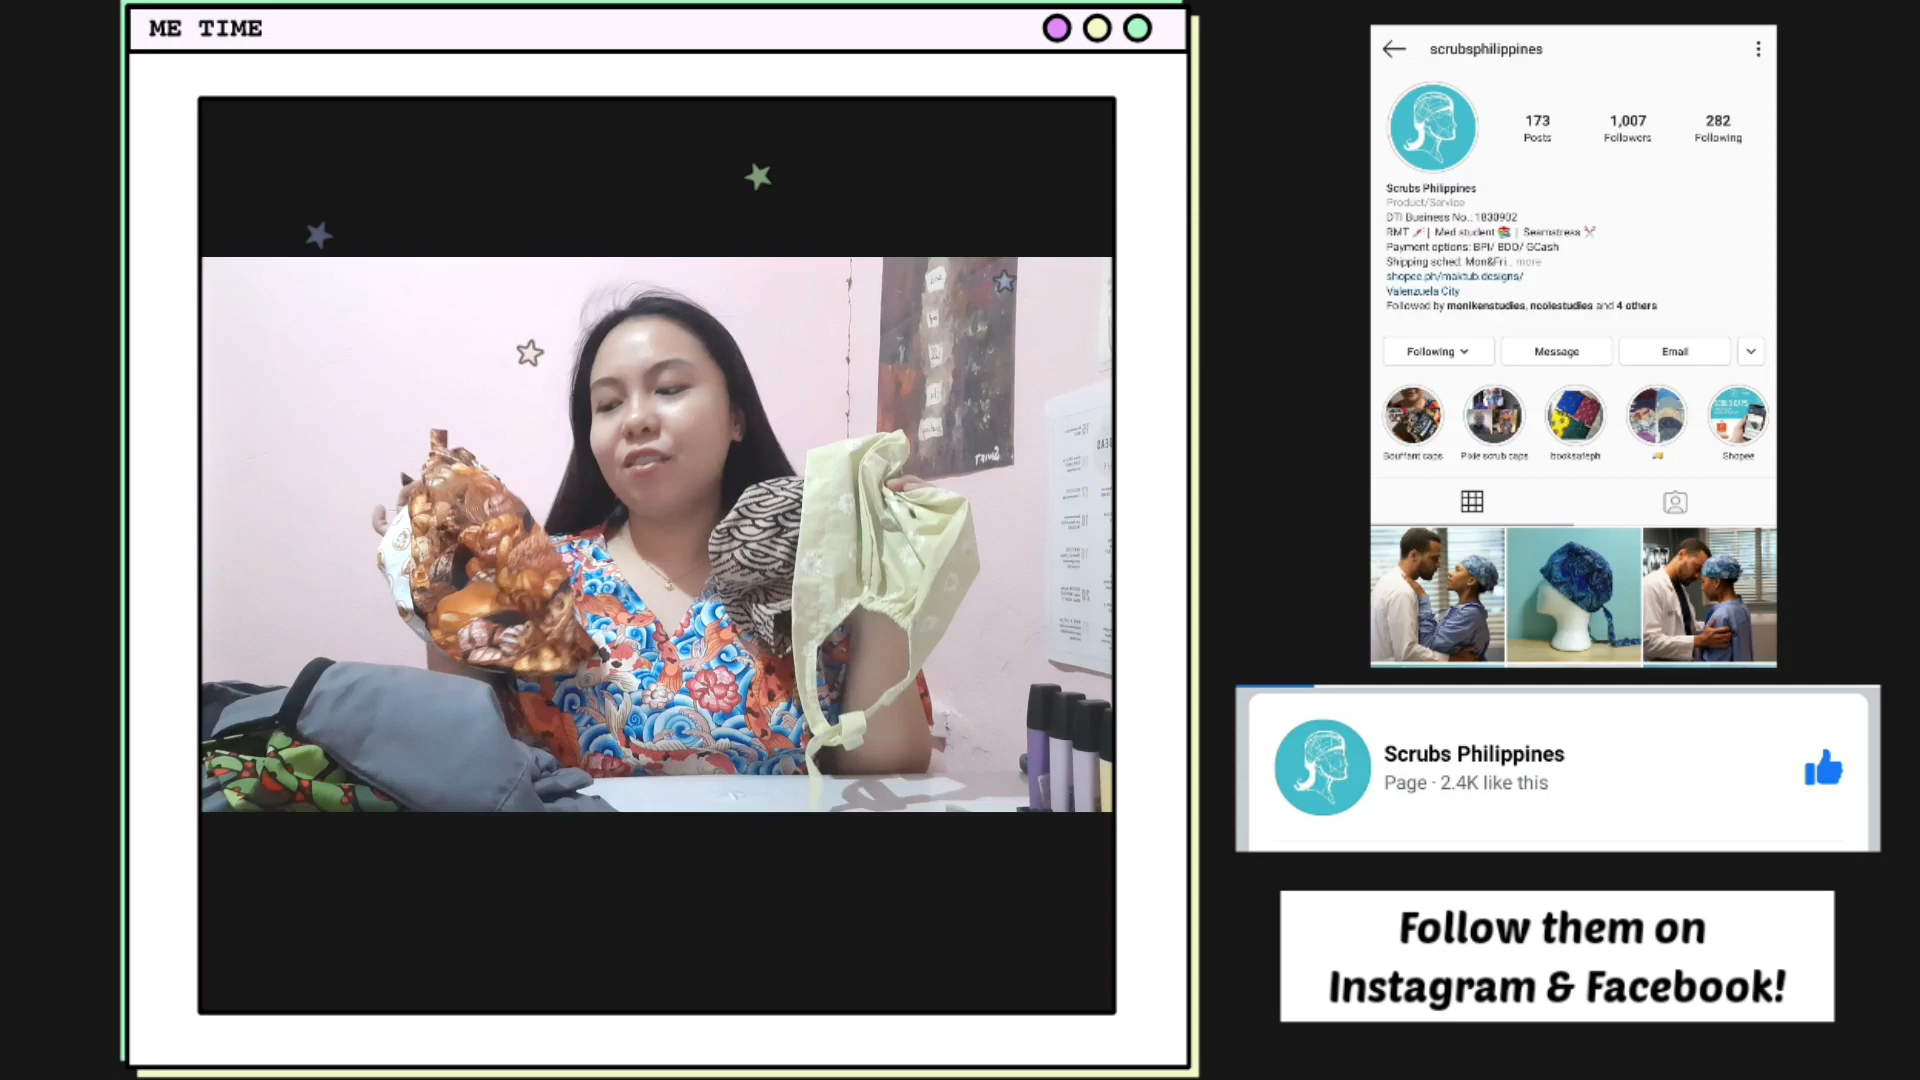 ME TIME
scrubsphilippines
173
Posts
1,007
Followers
282
Following
Scrubs Philippines
Product/Service
DTI Business No.: 1830902
RMT 💉 | Med student 📚 | Seamstress ✂️
Payment options: BPI/ BDO/ GCash
Shipping sched: Mon&Fri... more
shopee.ph/maktub.designs/
Valenzuela City
Followed by monikenstudies, ncolestudies and 4 others
Following
Message
Email
Bouffant caps
Pixie scrub caps
booksafeph
🚚
Shopee
Scrubs Philippines
Page · 2.4K like this
Follow them on
Instagram & Facebook!